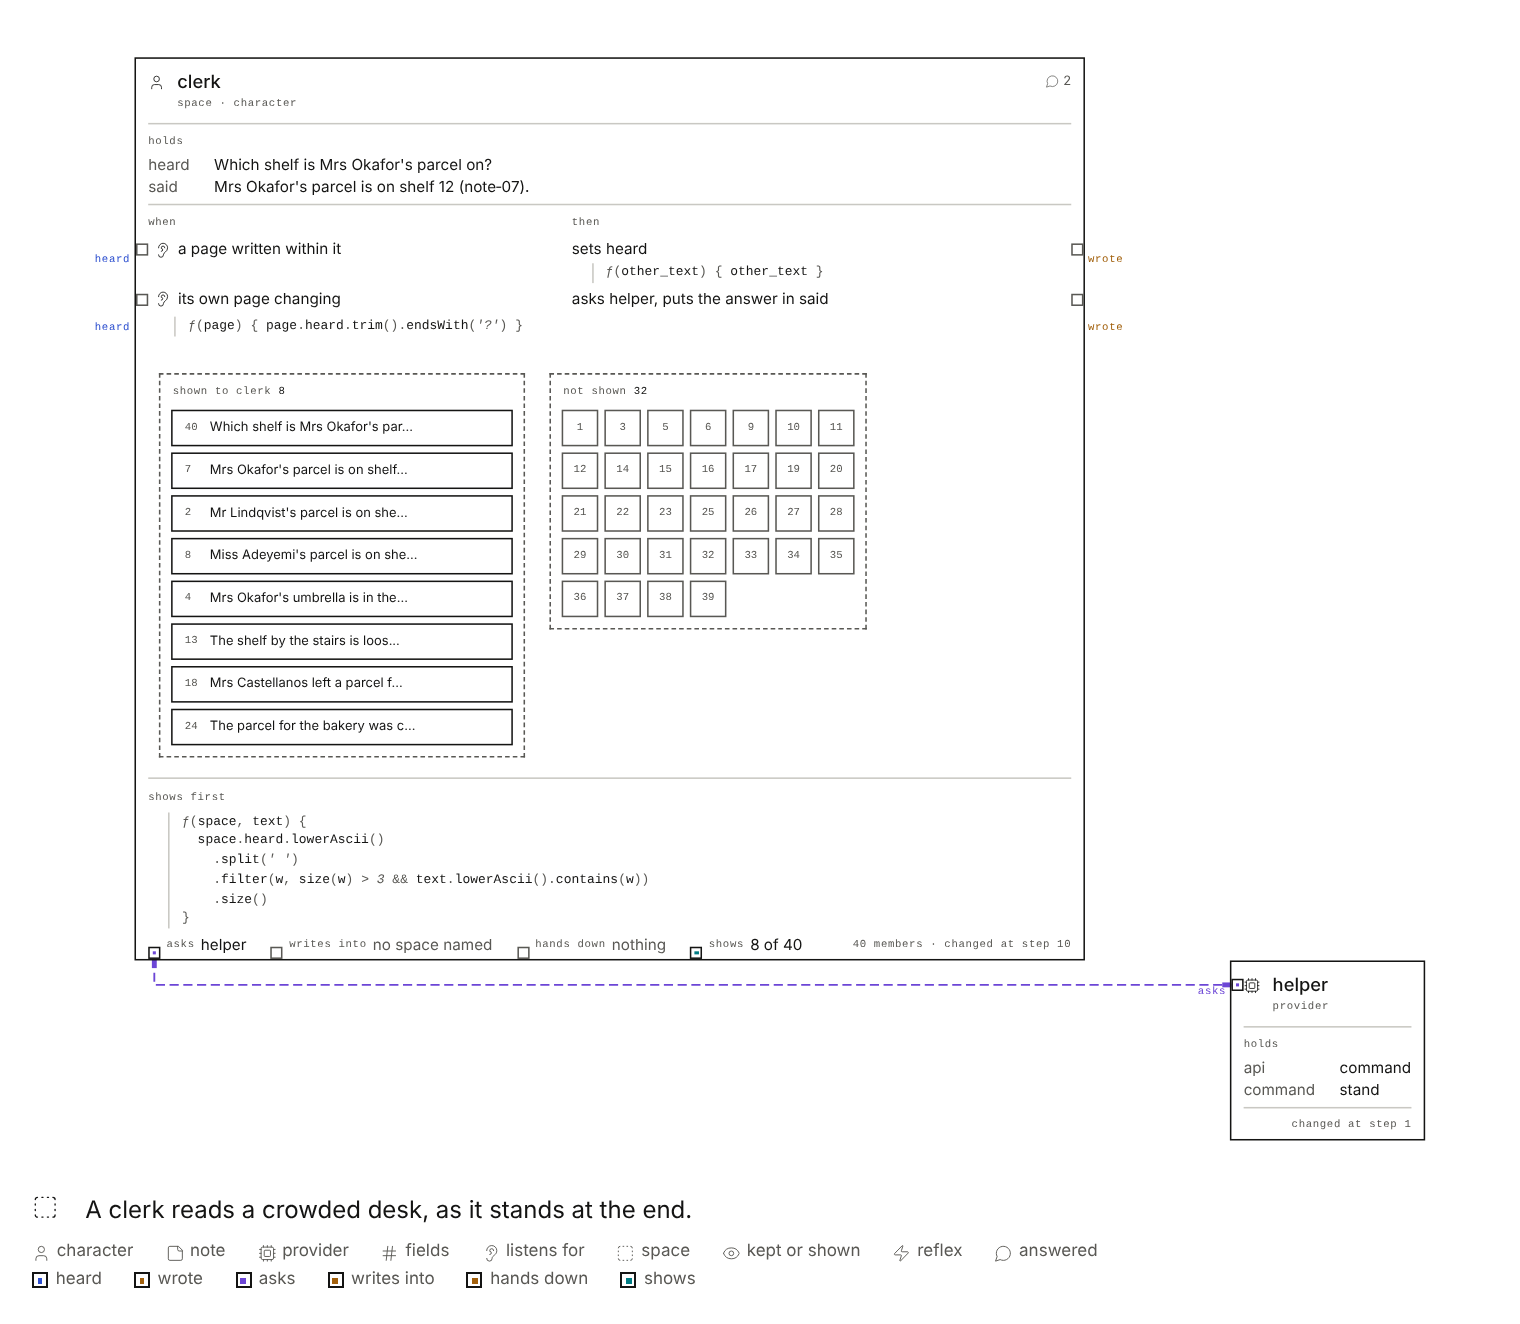 clerk
2
space · character
holds
heard Which shelf is Mrs Okafor's parcel on?
said Mrs Okafor's parcel is on shelf 12 (note-07).
when then
a page written within it sets heard
heard wrote
ƒ(other_text) { other_text }
its own page changing asks helper, puts the answer in said
heard ƒ(page) { page.heard.trim().endsWith('?') } wrote
shown to clerk 8
40 Which shelf is Mrs Okafor's par...
7 Mrs Okafor's parcel is on shelf...
2 Mr Lindqvist's parcel is on she...
8 Miss Adeyemi's parcel is on she...
4 Mrs Okafor's umbrella is in the...
13 The shelf by the stairs is loos...
18 Mrs Castellanos left a parcel f...
24 The parcel for the bakery was c...
not shown 32
1 3 5 6 9 10 11
12 14 15 16 17 19 20
21 22 23 25 26 27 28
29 30 31 32 33 34 35
36 37 38 39
shows first
ƒ(space, text) {
space.heard.lowerAscii()
.split(' ')
.filter(w, size(w) > 3 && text.lowerAscii().contains(w))
.size()
}
asks helper writes into no space named hands down nothing shows 8 of 40 40 members · changed at step 10
asks
helper
provider
holds
api command
command stand
changed at step 1
A clerk reads a crowded desk, as it stands at the end.
character note provider fields listens for space kept or shown reflex answered
heard wrote asks writes into hands down shows